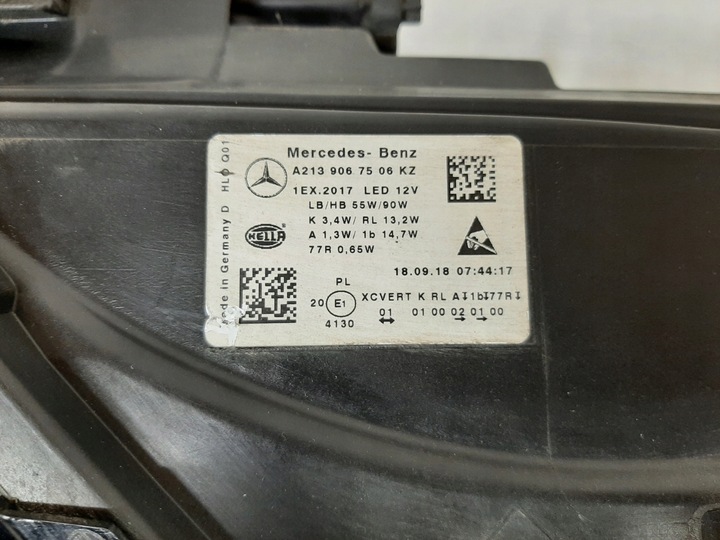 Mercedes- Benz
A213 906 75 06 KZ
1EX.2017 LED 12V
LB/HB 55W/90W
K 3,4W/ RL 13,2W
A 1,3W/ 1b 14,7W
77R 0,65W
HELLA
18.09.18 07:44:17
PL
20 E1 XCVERT K RL A 1b 77R
4130 01 01 00 02 01 00
in Germany D HLO Q01